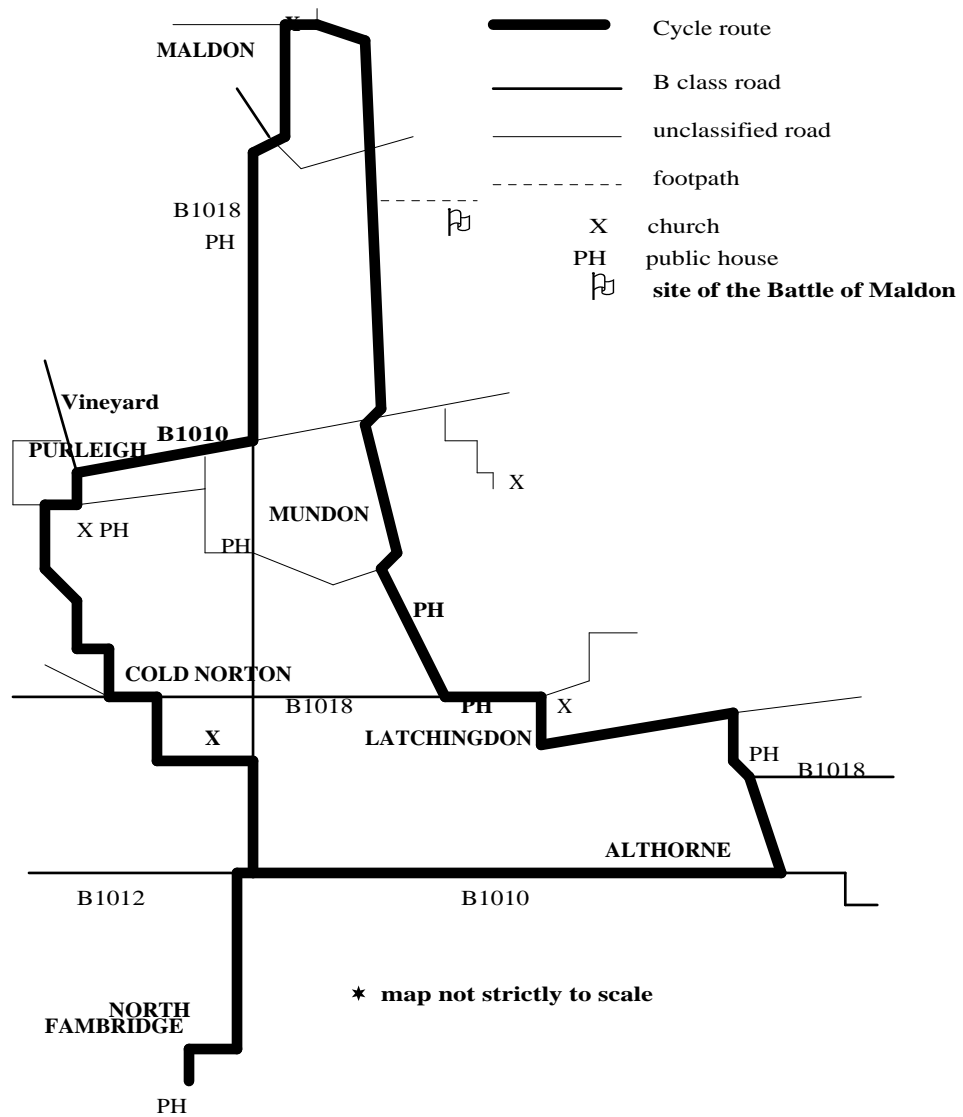 X
MALDON
Cycle route
B class road
unclassified road
footpath
B1018
PH
X church
PH public house
site of the Battle of Maldon
Vineyard
B1010
PURLEIGH
X
X PH
MUNDON
PH
PH
COLD NORTON
B1018
PH
X
X
LATCHINGDON
PH
B1018
ALTHORNE
B1012
B1010
* map not strictly to scale
NORTH
FAMBRIDGE
PH